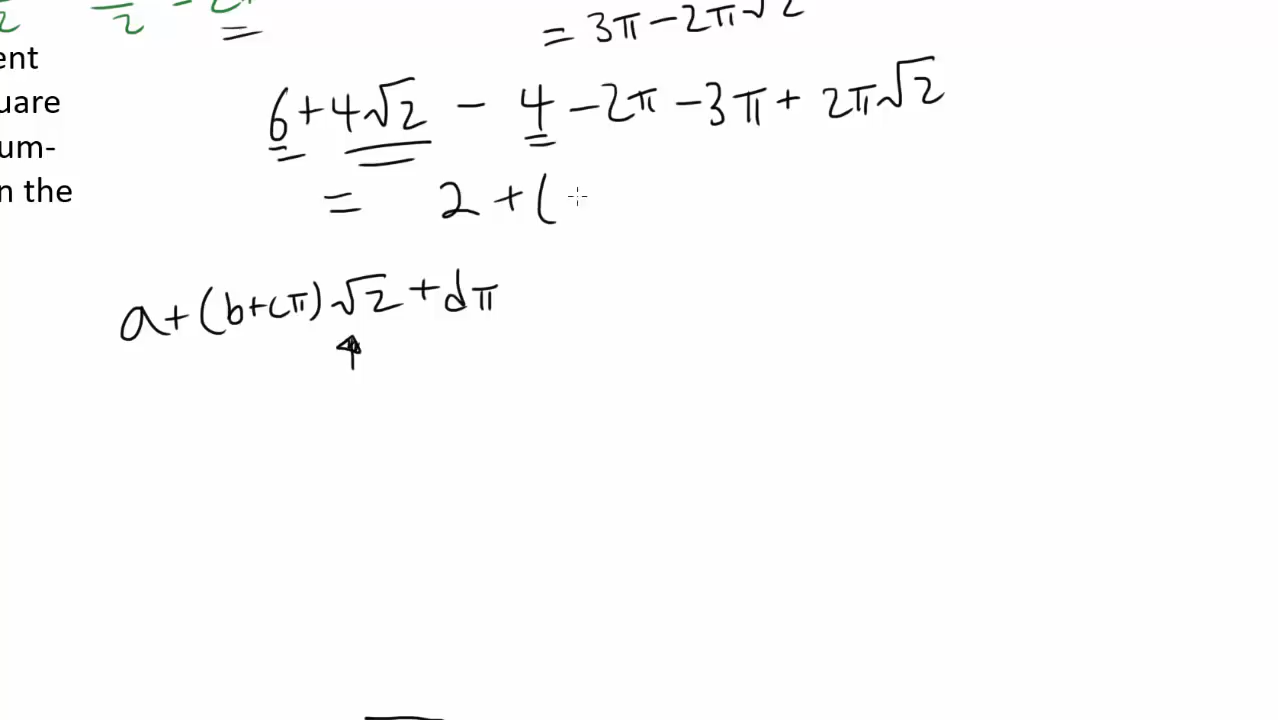 = 3π − 2π√2
ent
uare
um-
n the
6 + 4√2 − 4 − 2π − 3π + 2π√2
= 2 + (
a + (b + cπ)√2 + dπ